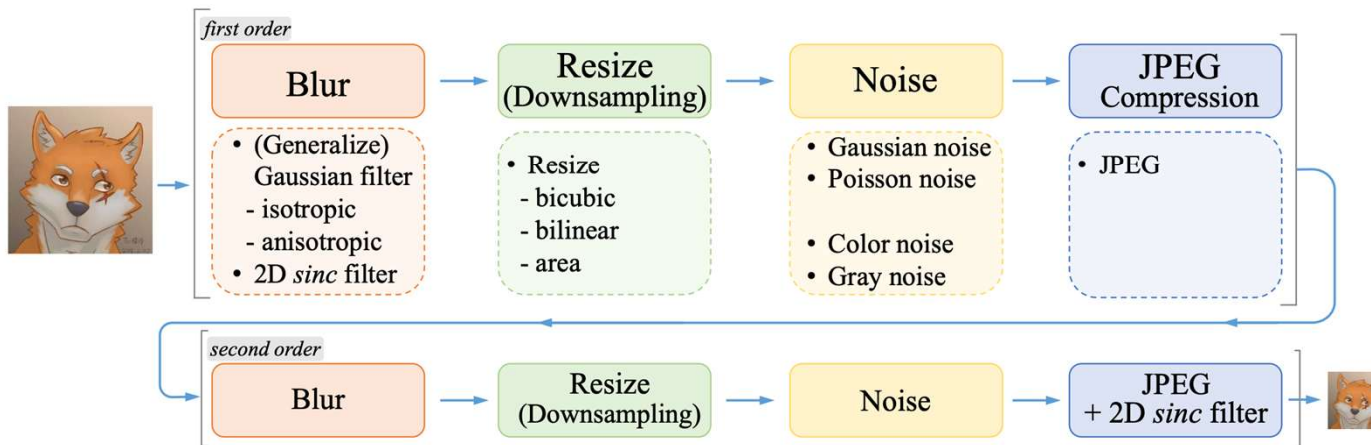 first order
Blur
Resize
(Downsampling)
Noise
JPEG
Compression
• (Generalize)
Gaussian filter
- isotropic
- anisotropic
• 2D sinc filter
• Resize
- bicubic
- bilinear
- area
• Gaussian noise
• Poisson noise
• Color noise
• Gray noise
• JPEG
second order
Blur
Resize
(Downsampling)
Noise
JPEG
+ 2D sinc filter